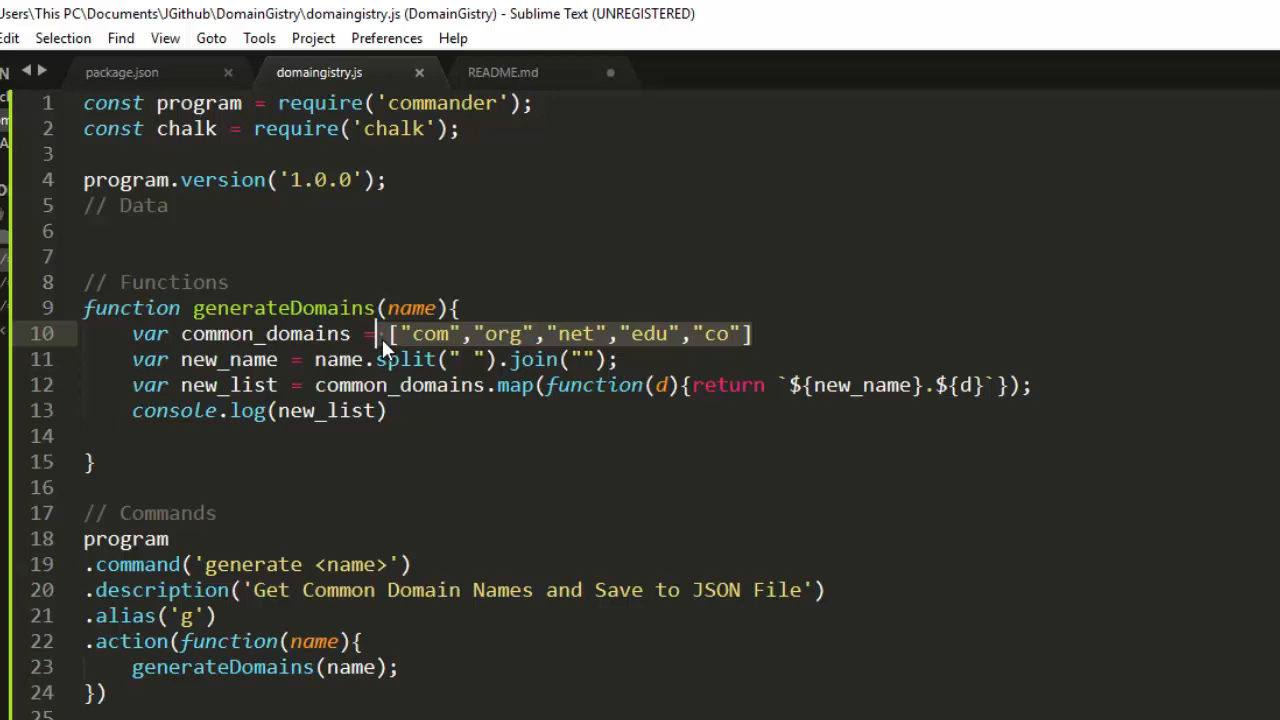 Users\This PC\Documents\JGithub\DomainGistry\domaingistry.js (DomainGistry) - Sublime Text (UNREGISTERED)
Edit Selection Find View Goto Tools Project Preferences Help
package.json × domaingistry.js × README.md
1 const program = require('commander');
2 const chalk = require('chalk');
3
4 program.version('1.0.0');
5 // Data
6
7
8 // Functions
9 function generateDomains(name){
10 var common_domains = ["com","org","net","edu","co"]
11 var new_name = name.split(" ").join("");
12 var new_list = common_domains.map(function(d){return `${new_name}.${d}`});
13 console.log(new_list)
14
15 }
16
17 // Commands
18 program
19 .command('generate <name>')
20 .description('Get Common Domain Names and Save to JSON File')
21 .alias('g')
22 .action(function(name){
23 generateDomains(name);
24 })
25